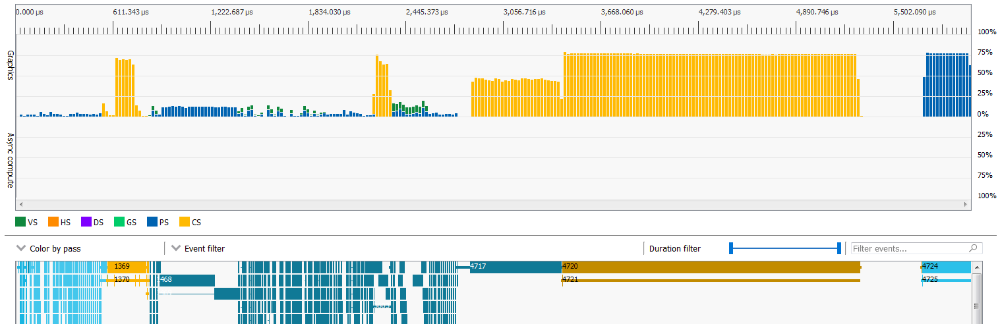 0.000 µs 611.343 µs 1,222.687 µs 1,834.030 µs 2,445.373 µs 3,056.716 µs 3,668.060 µs 4,279.403 µs 4,890.746 µs 5,502.090 µs
100%
75%
Graphics
50%
25%
0%
Async compute
25%
50%
75%
100%
VS HS DS GS PS CS
Color by pass Event filter Duration filter Filter events...
1369 4717 4720 4724
1370 468 4721 4725